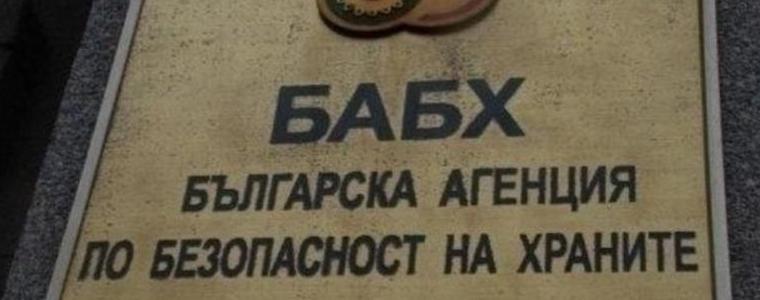 БАБХ
БЪЛГАРСКА АГЕНЦИЯ
ПО БЕЗОПАСНОСТ НА ХРАНИТЕ